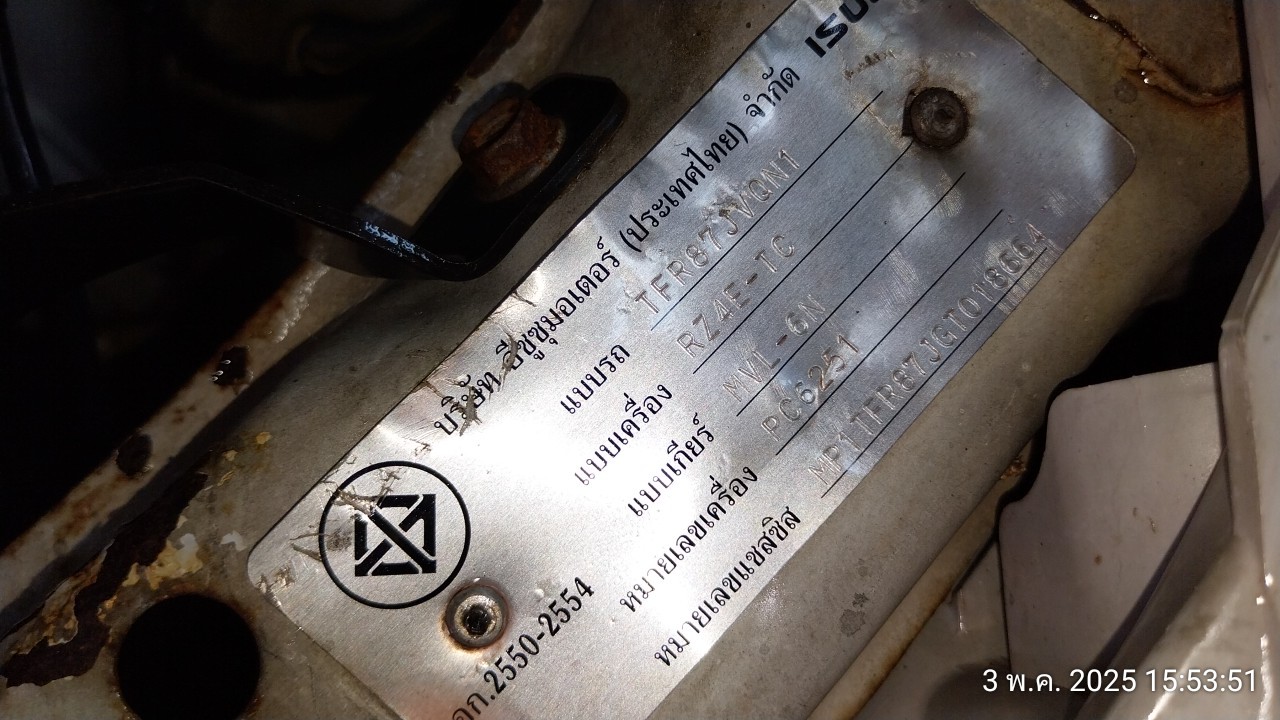 ISUZU
บริษัท อีซูซุมอเตอร์ (ประเทศไทย) จำกัด
แบบรถ TFR87JVQN1
แบบเครื่อง RZ4E-TC
แบบเกียร์ MVL-6N
หมายเลขเครื่อง PC6251
หมายเลขแชสซิส MP1TFR87JGT018664
มอก.2550-2554
3 พ.ค. 2025 15:53:51